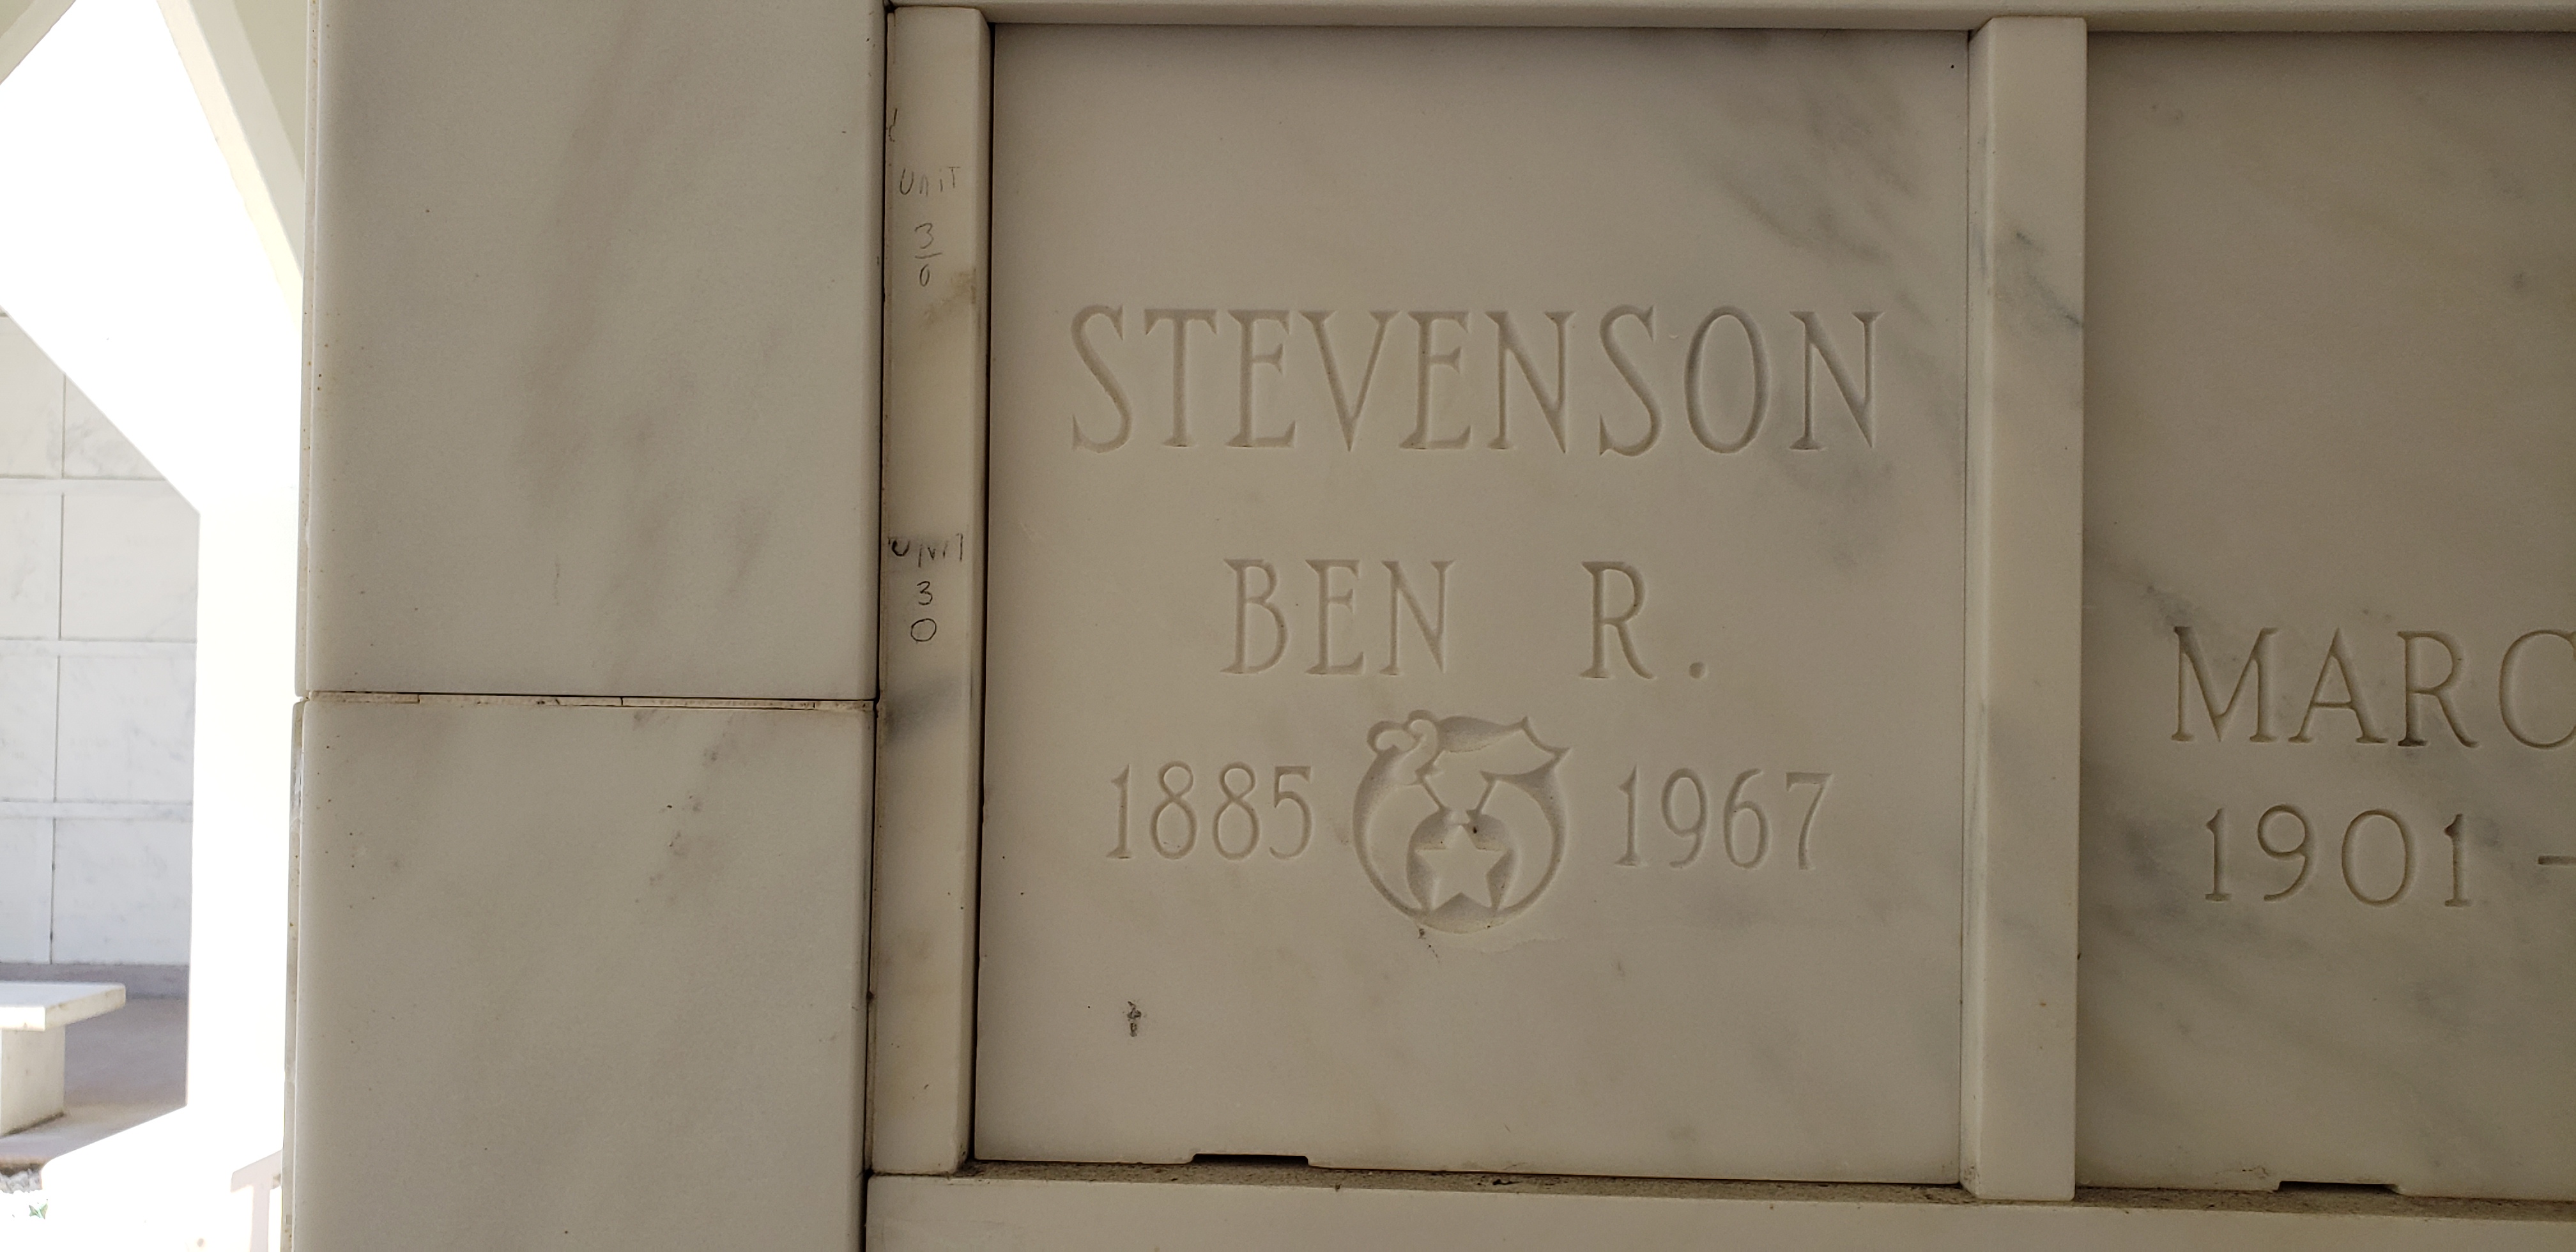 UNIT
3
0
UNIT
3
0
STEVENSON
BEN R.
1885 1967
MARC
1901 -